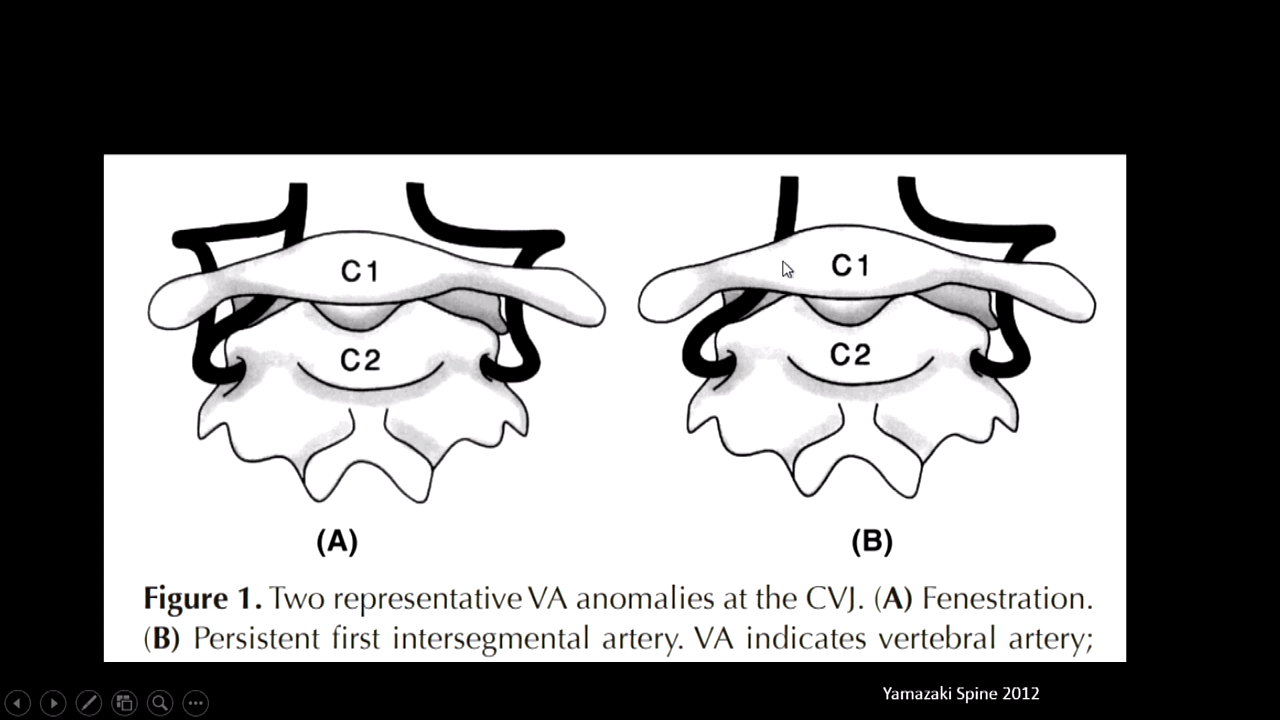 C1
C1
C2
C2
(A)
(B)
Figure 1. Two representative VA anomalies at the CVJ. (A) Fenestration.
(B) Persistent first intersegmental artery. VA indicates vertebral artery;
Yamazaki Spine 2012